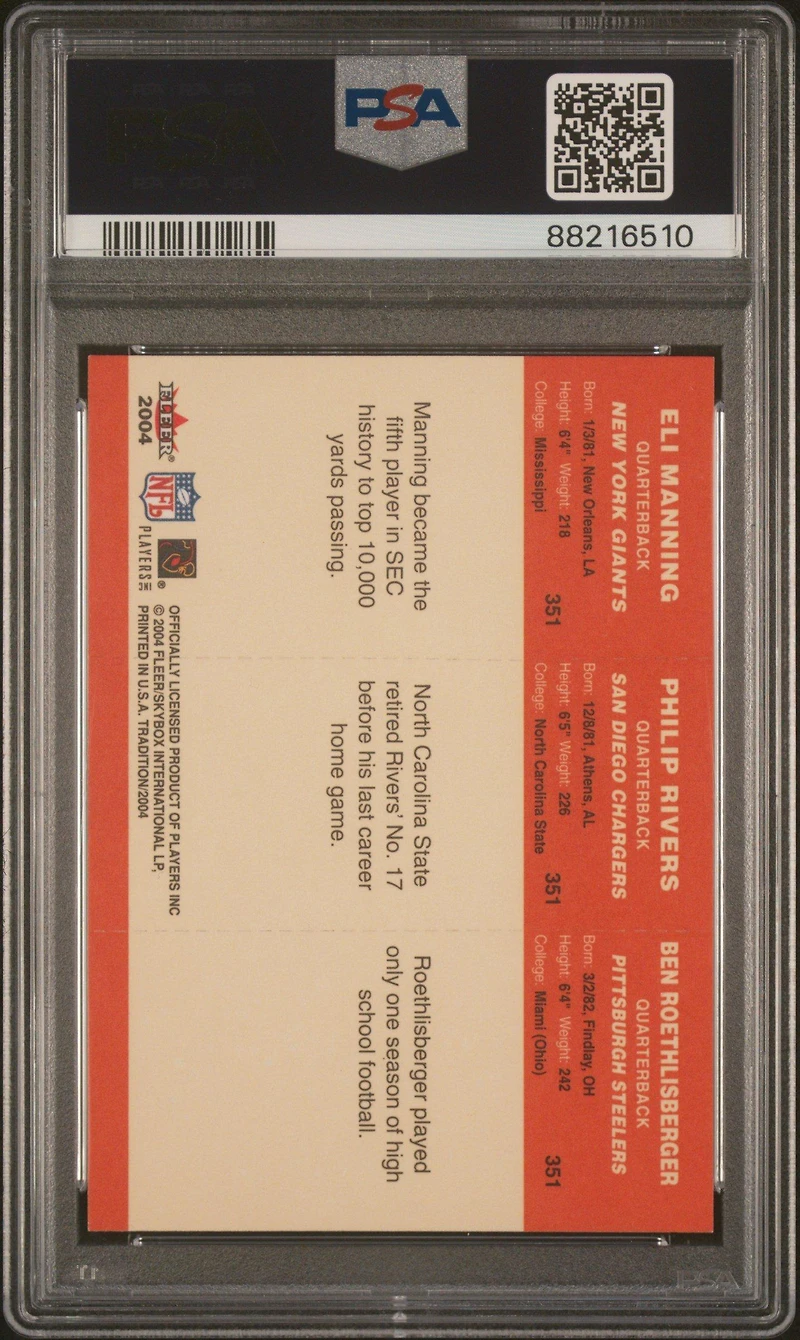 PSA
88216510
ELI MANNING
QUARTERBACK
NEW YORK GIANTS
Born: 1/3/81, New Orleans, LA
Height: 6'4" Weight: 218
College: Mississippi
351
Manning became the
fifth player in SEC
history to top 10,000
yards passing.
PHILIP RIVERS
QUARTERBACK
SAN DIEGO CHARGERS
Born: 12/8/81, Athens, AL
Height: 6'5" Weight: 226
College: North Carolina State
351
North Carolina State
retired Rivers' No. 17
before his last career
home game.
BEN ROETHLISBERGER
QUARTERBACK
PITTSBURGH STEELERS
Born: 3/2/82, Findlay, OH
Height: 6'4" Weight: 242
College: Miami (Ohio)
351
Roethlisberger played
only one season of high
school football.
FLEER®
2004
NFL
PLAYERS INC
®
OFFICIALLY LICENSED PRODUCT OF PLAYERS INC
© 2004 FLEER/SKYBOX INTERNATIONAL LP,
PRINTED IN U.S.A. TRADITION/2004
PSA